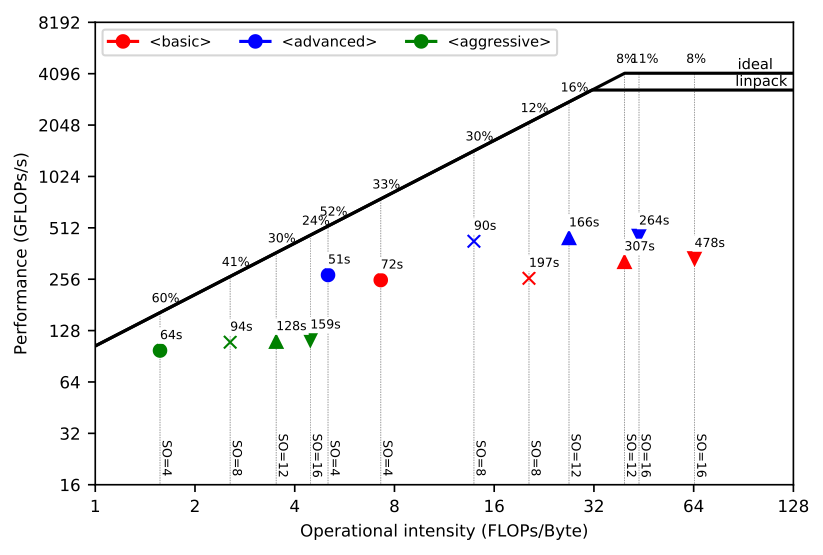 8192
4096
2048
1024
512
256
128
64
32
16
Performance (GFLOPs/s)
<basic>
<advanced>
<aggressive>
8%
11%
8%
ideal
linpack
16%
12%
30%
33%
52%
24%
30%
41%
60%
90s
166s
264s
307s
478s
197s
51s
72s
64s
94s
128s
159s
SO=4
SO=8
SO=12
SO=16
SO=4
SO=4
SO=8
SO=8
SO=12
SO=12
SO=16
SO=16
1
2
4
8
16
32
64
128
Operational intensity (FLOPs/Byte)